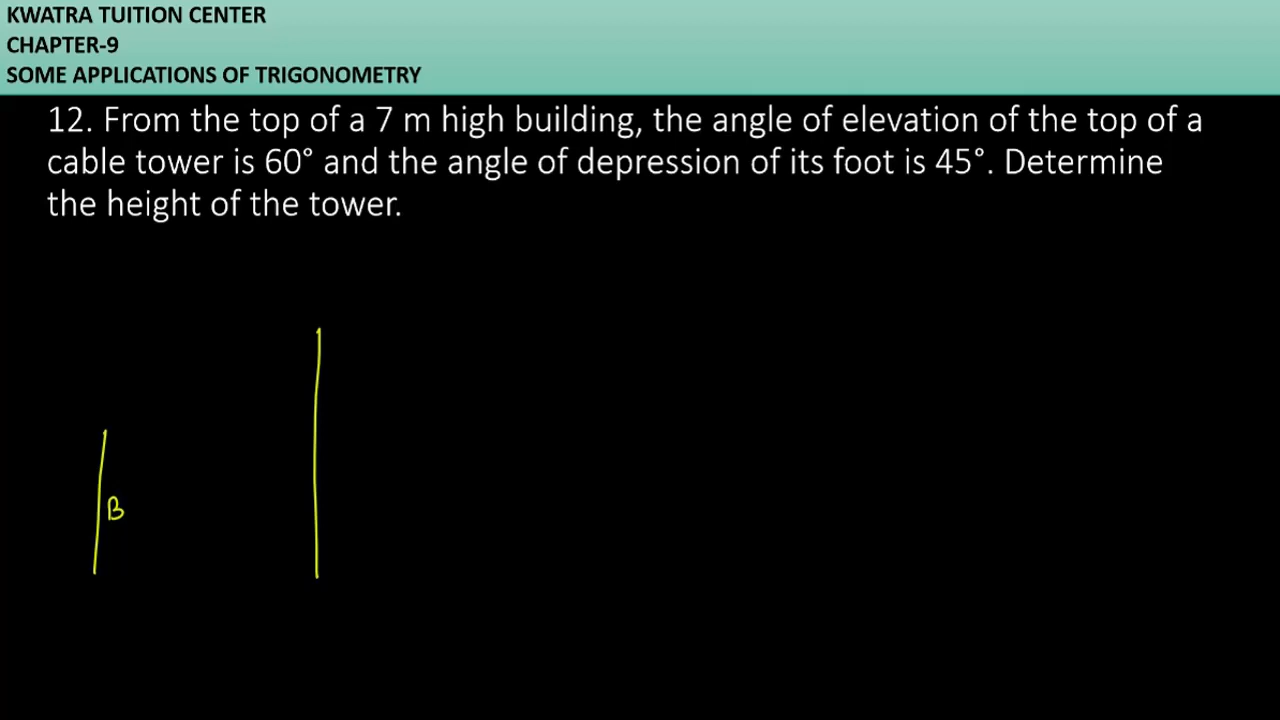 KWATRA TUITION CENTER
CHAPTER-9
SOME APPLICATIONS OF TRIGONOMETRY
12. From the top of a 7 m high building, the angle of elevation of the top of a
cable tower is 60° and the angle of depression of its foot is 45°. Determine
the height of the tower.
B